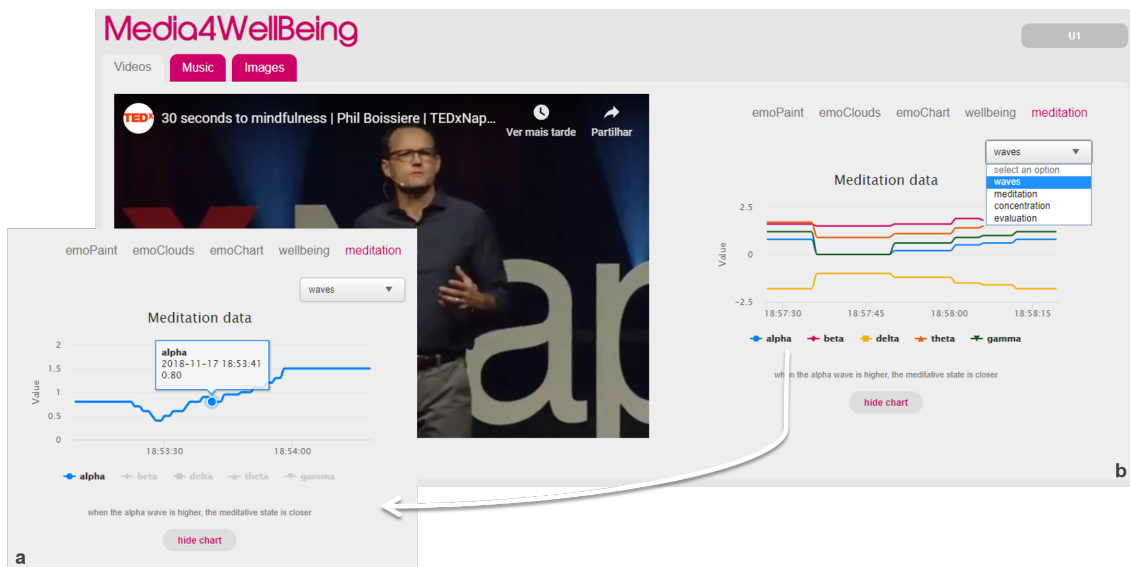 Media4WellBeing
U1
Videos
Music
Images
TEDx
30 seconds to mindfulness | Phil Boissiere | TEDxNap...
Ver mais tarde
Partilhar
ap
emoPaint emoClouds emoChart wellbeing meditation
waves
select an option
waves
meditation
concentration
evaluation
Meditation data
2.5
0
-2.5
Value
18:57:30 18:57:45 18:58:00 18:58:15
alpha beta delta theta gamma
when the alpha wave is higher, the meditative state is closer
hide chart
b
emoPaint emoClouds emoChart wellbeing meditation
waves
Meditation data
2
1.5
1
0.5
0
Value
alpha
2018-11-17 18:53:41
0.80
18:53:30 18:54:00
alpha beta delta theta gamma
when the alpha wave is higher, the meditative state is closer
hide chart
a